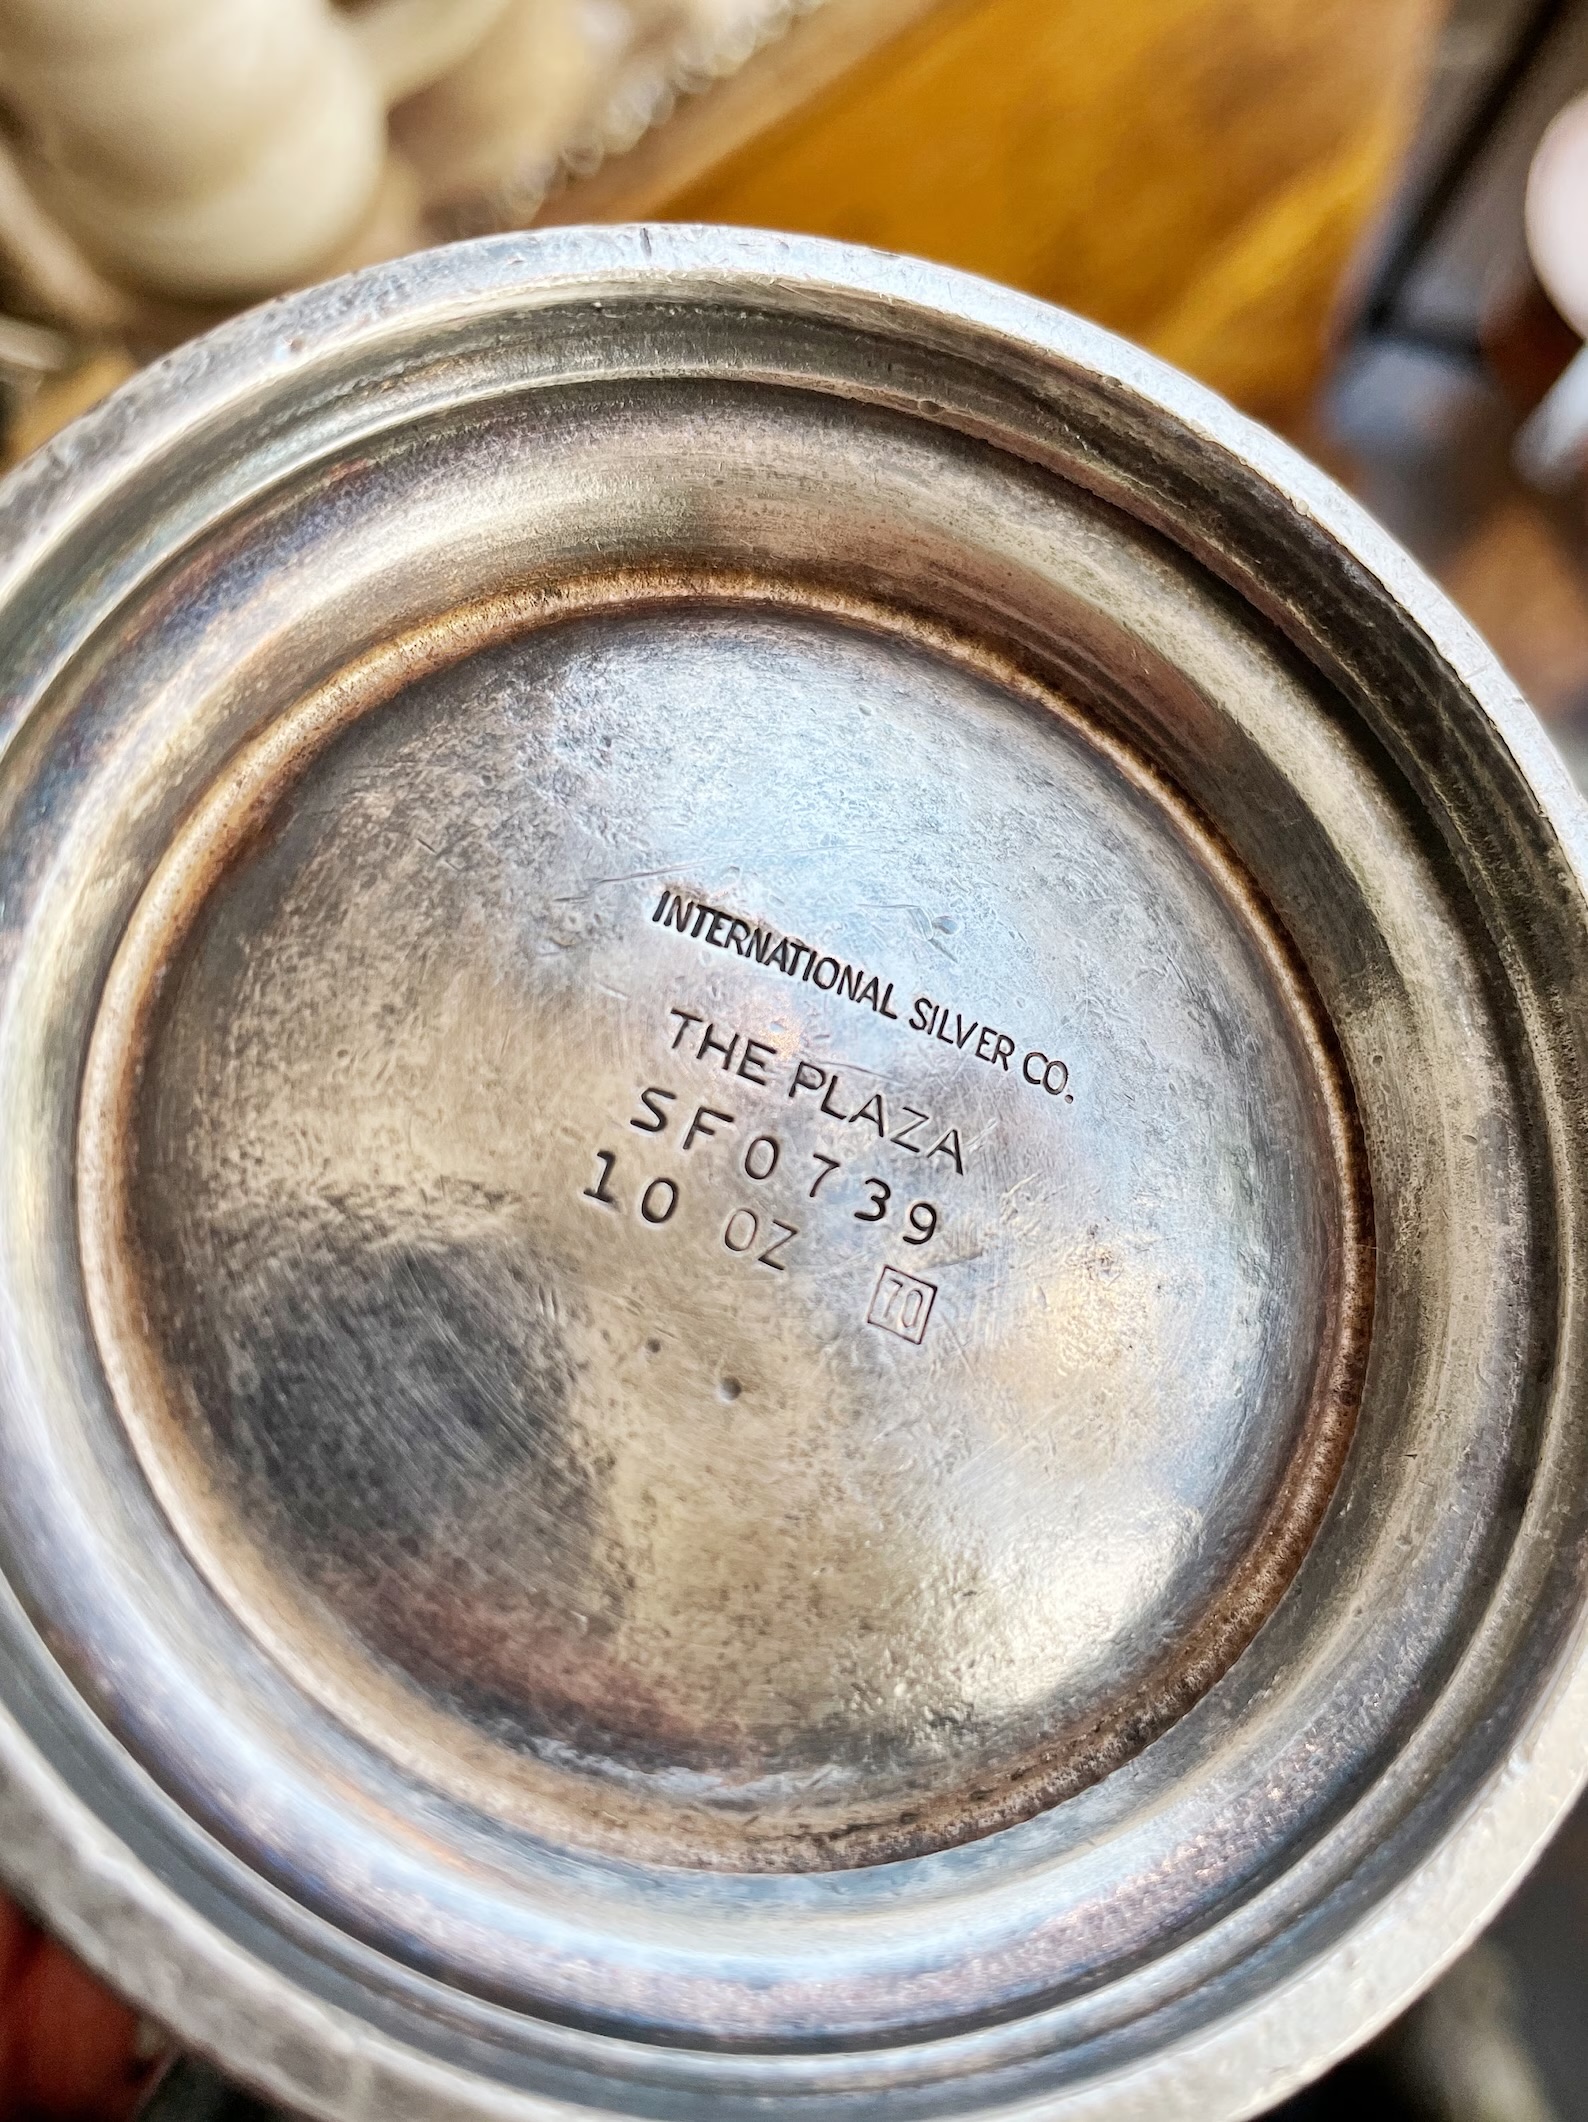 INTERNATIONAL SILVER CO.
THE PLAZA
SF0739
10 OZ
70